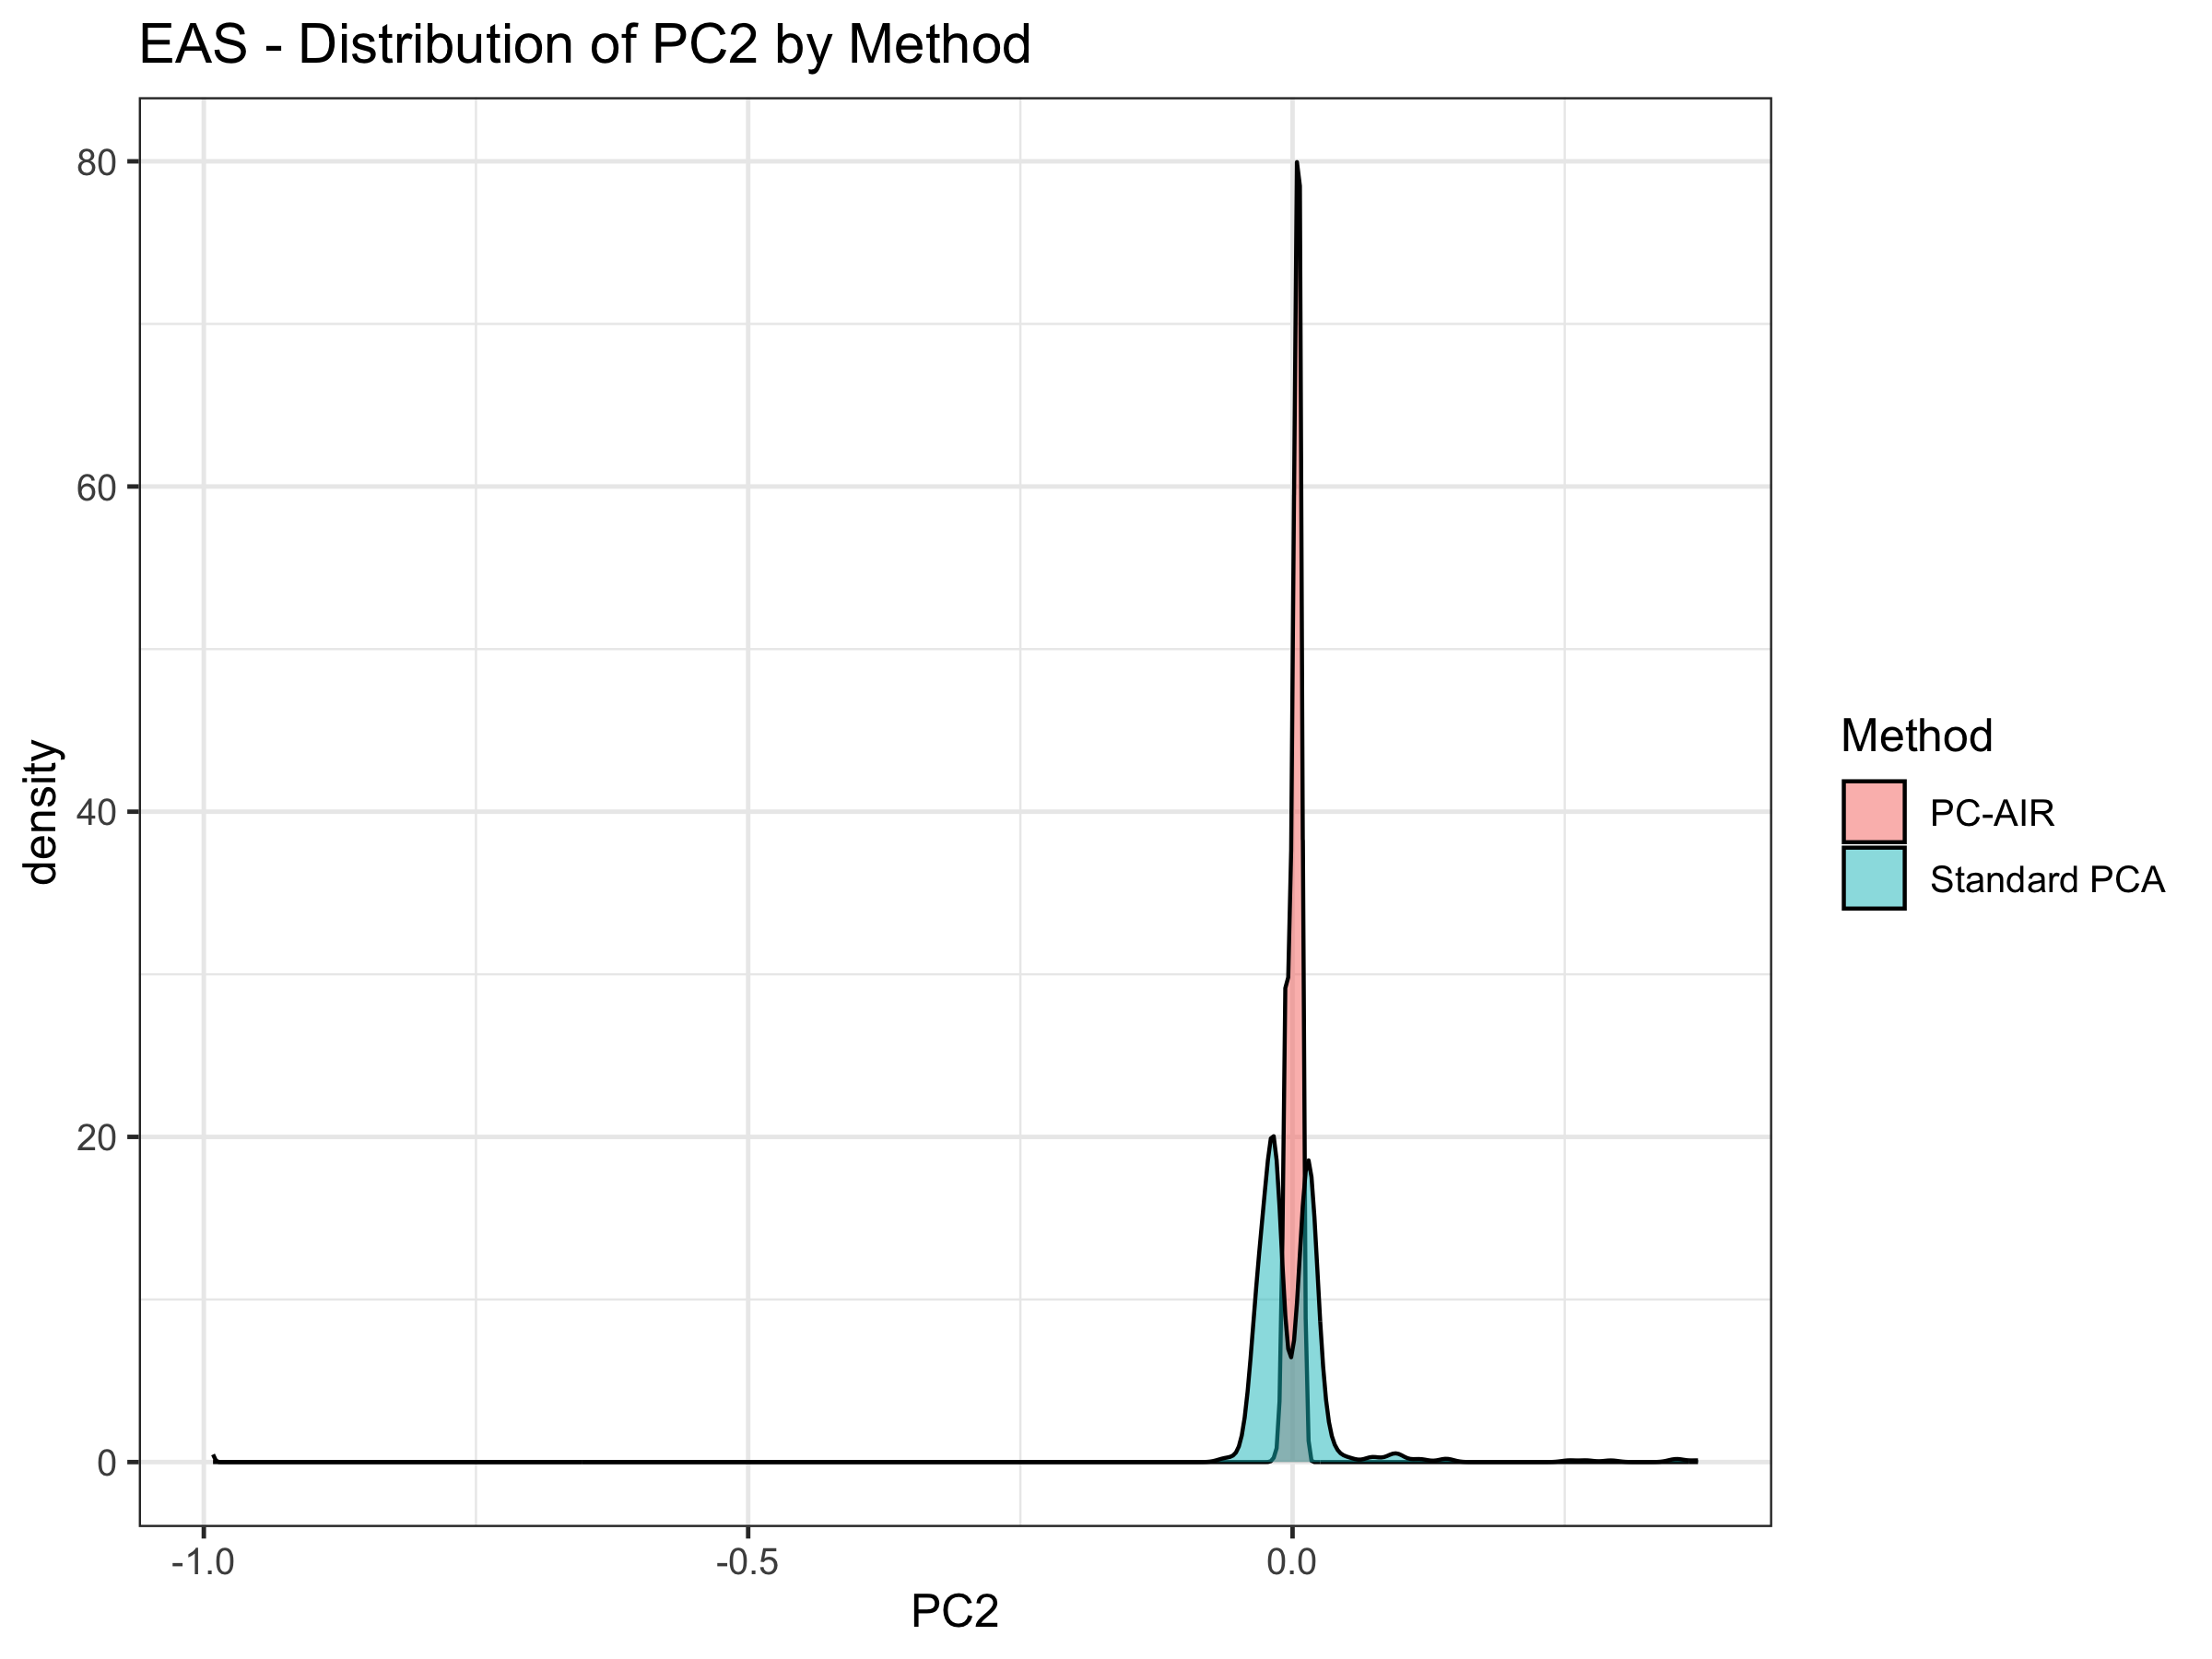 EAS - Distribution of PC2 by Method
80
60
40
20
0
density
-1.0
-0.5
0.0
PC2
Method
PC-AIR
Standard PCA